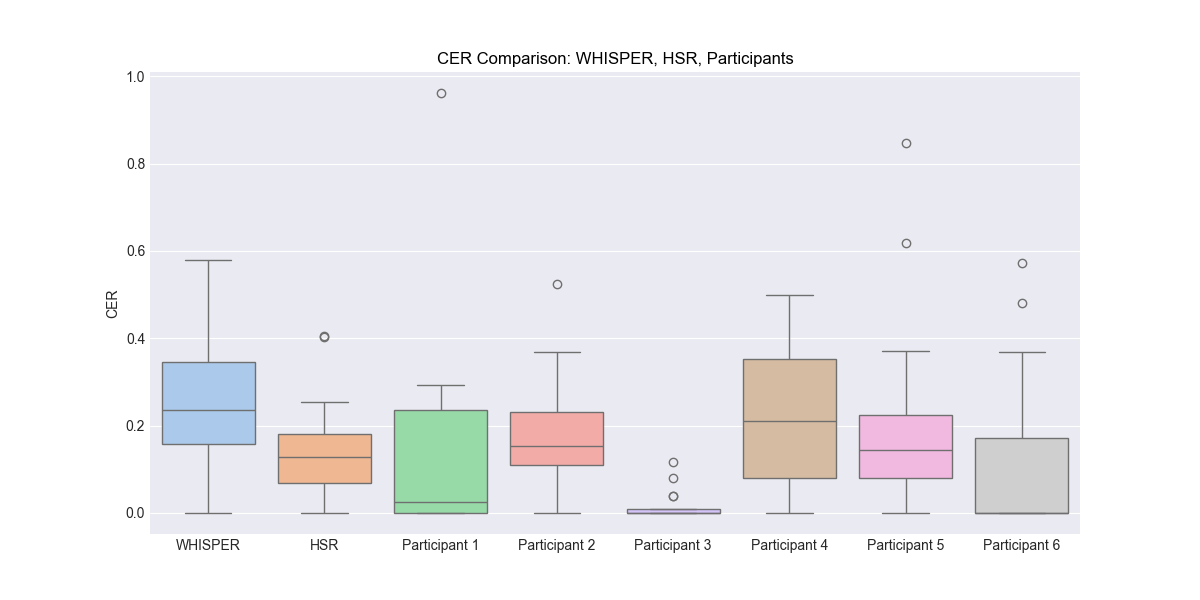 CER Comparison: WHISPER, HSR, Participants
1.0
0.8
0.6
0.4
0.2
0.0
CER
WHISPER HSR Participant 1 Participant 2 Participant 3 Participant 4 Participant 5 Participant 6